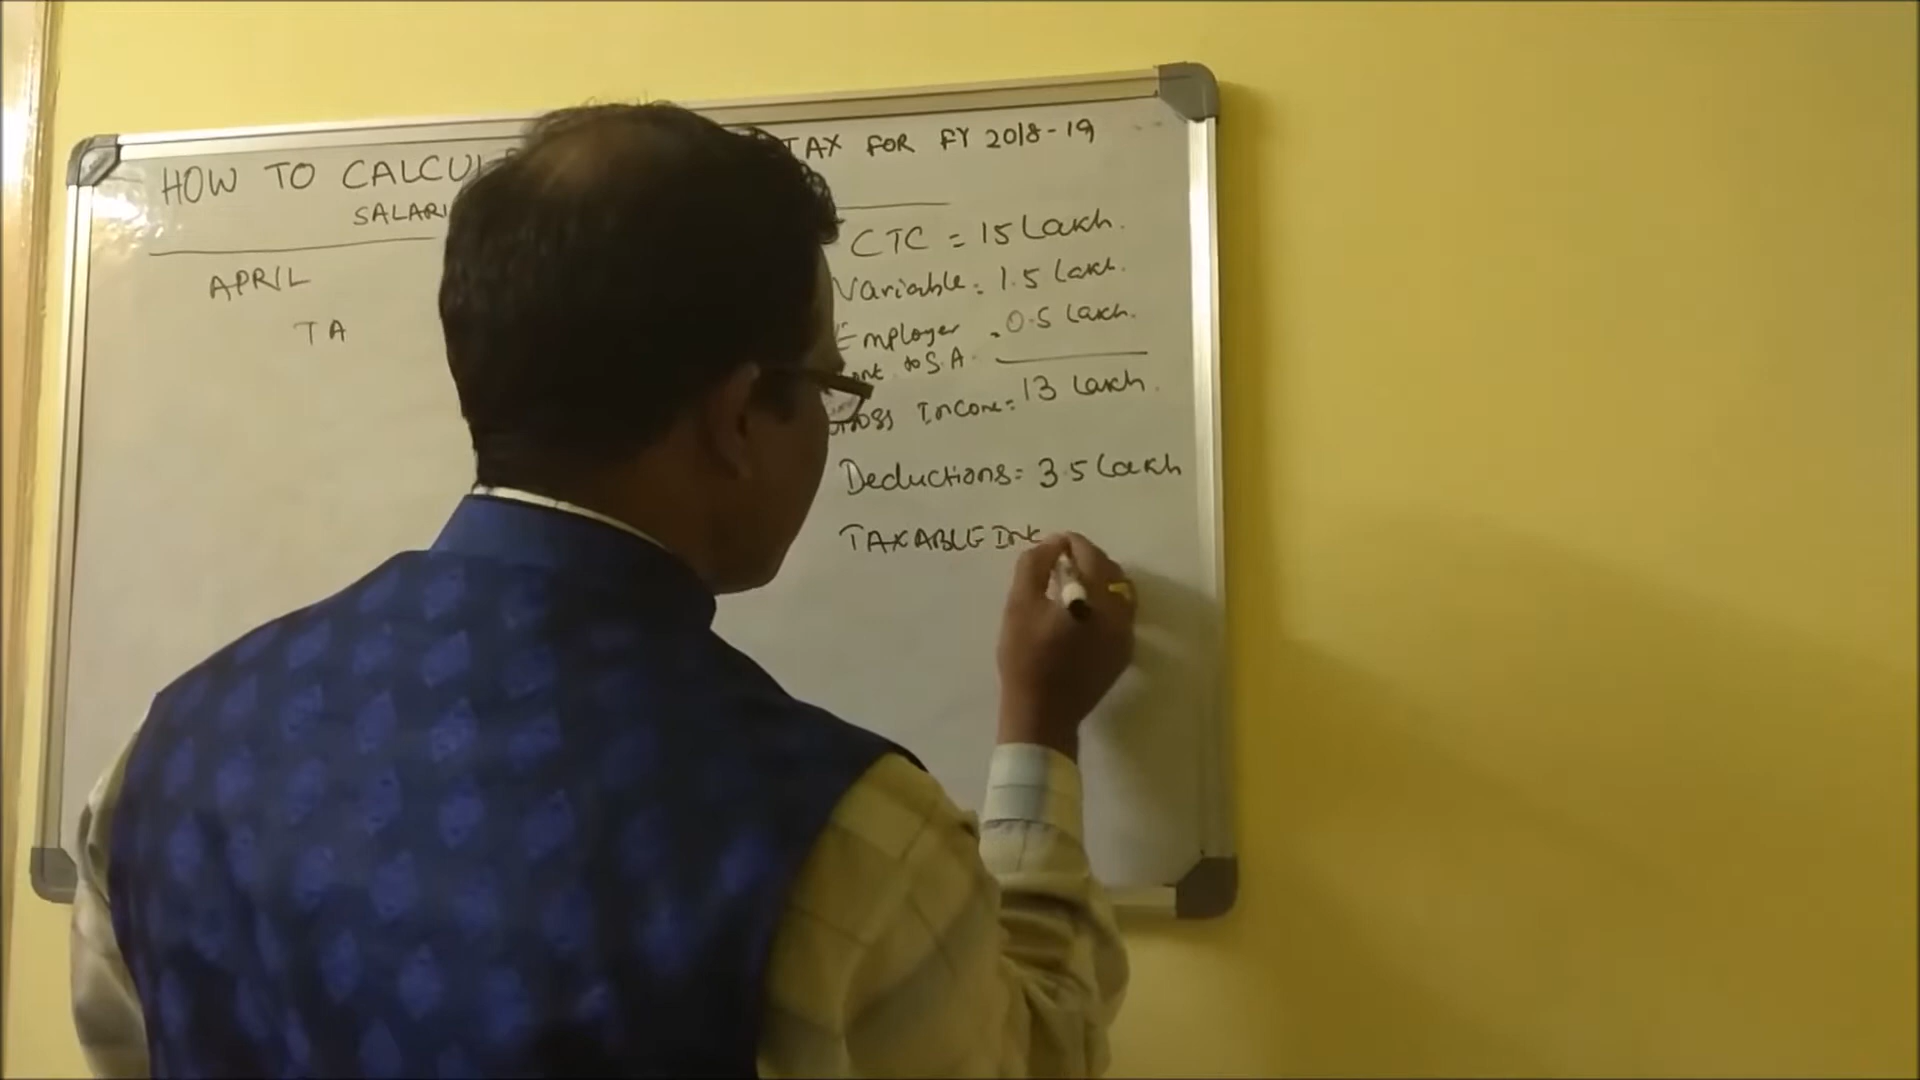 HOW TO CALCUL TAX FOR FY 2018-19
SALARI
APRIL
TA
CTC = 15 Lakh.
Variable = 1.5 Lakh.
Employer = 0.5 Lakh.
to S.A.
Income = 13 Lakh.
Deductions = 3.5 Lakh
TAXABLE INC